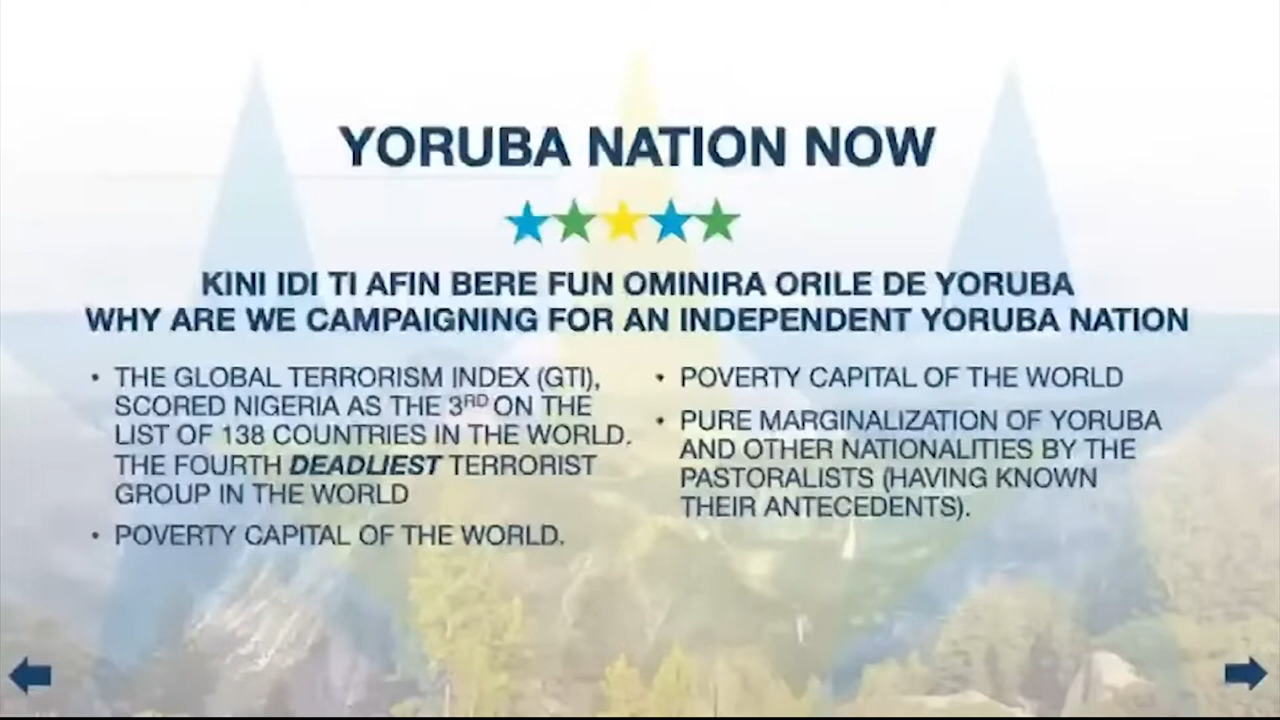 YORUBA NATION NOW
KINI IDI TI AFIN BERE FUN OMINIRA ORILE DE YORUBA
WHY ARE WE CAMPAIGNING FOR AN INDEPENDENT YORUBA NATION
• THE GLOBAL TERRORISM INDEX (GTI),
SCORED NIGERIA AS THE 3RD ON THE
LIST OF 138 COUNTRIES IN THE WORLD.
THE FOURTH DEADLIEST TERRORIST
GROUP IN THE WORLD
• POVERTY CAPITAL OF THE WORLD.
• POVERTY CAPITAL OF THE WORLD
• PURE MARGINALIZATION OF YORUBA
AND OTHER NATIONALITIES BY THE
PASTORALISTS (HAVING KNOWN
THEIR ANTECEDENTS).